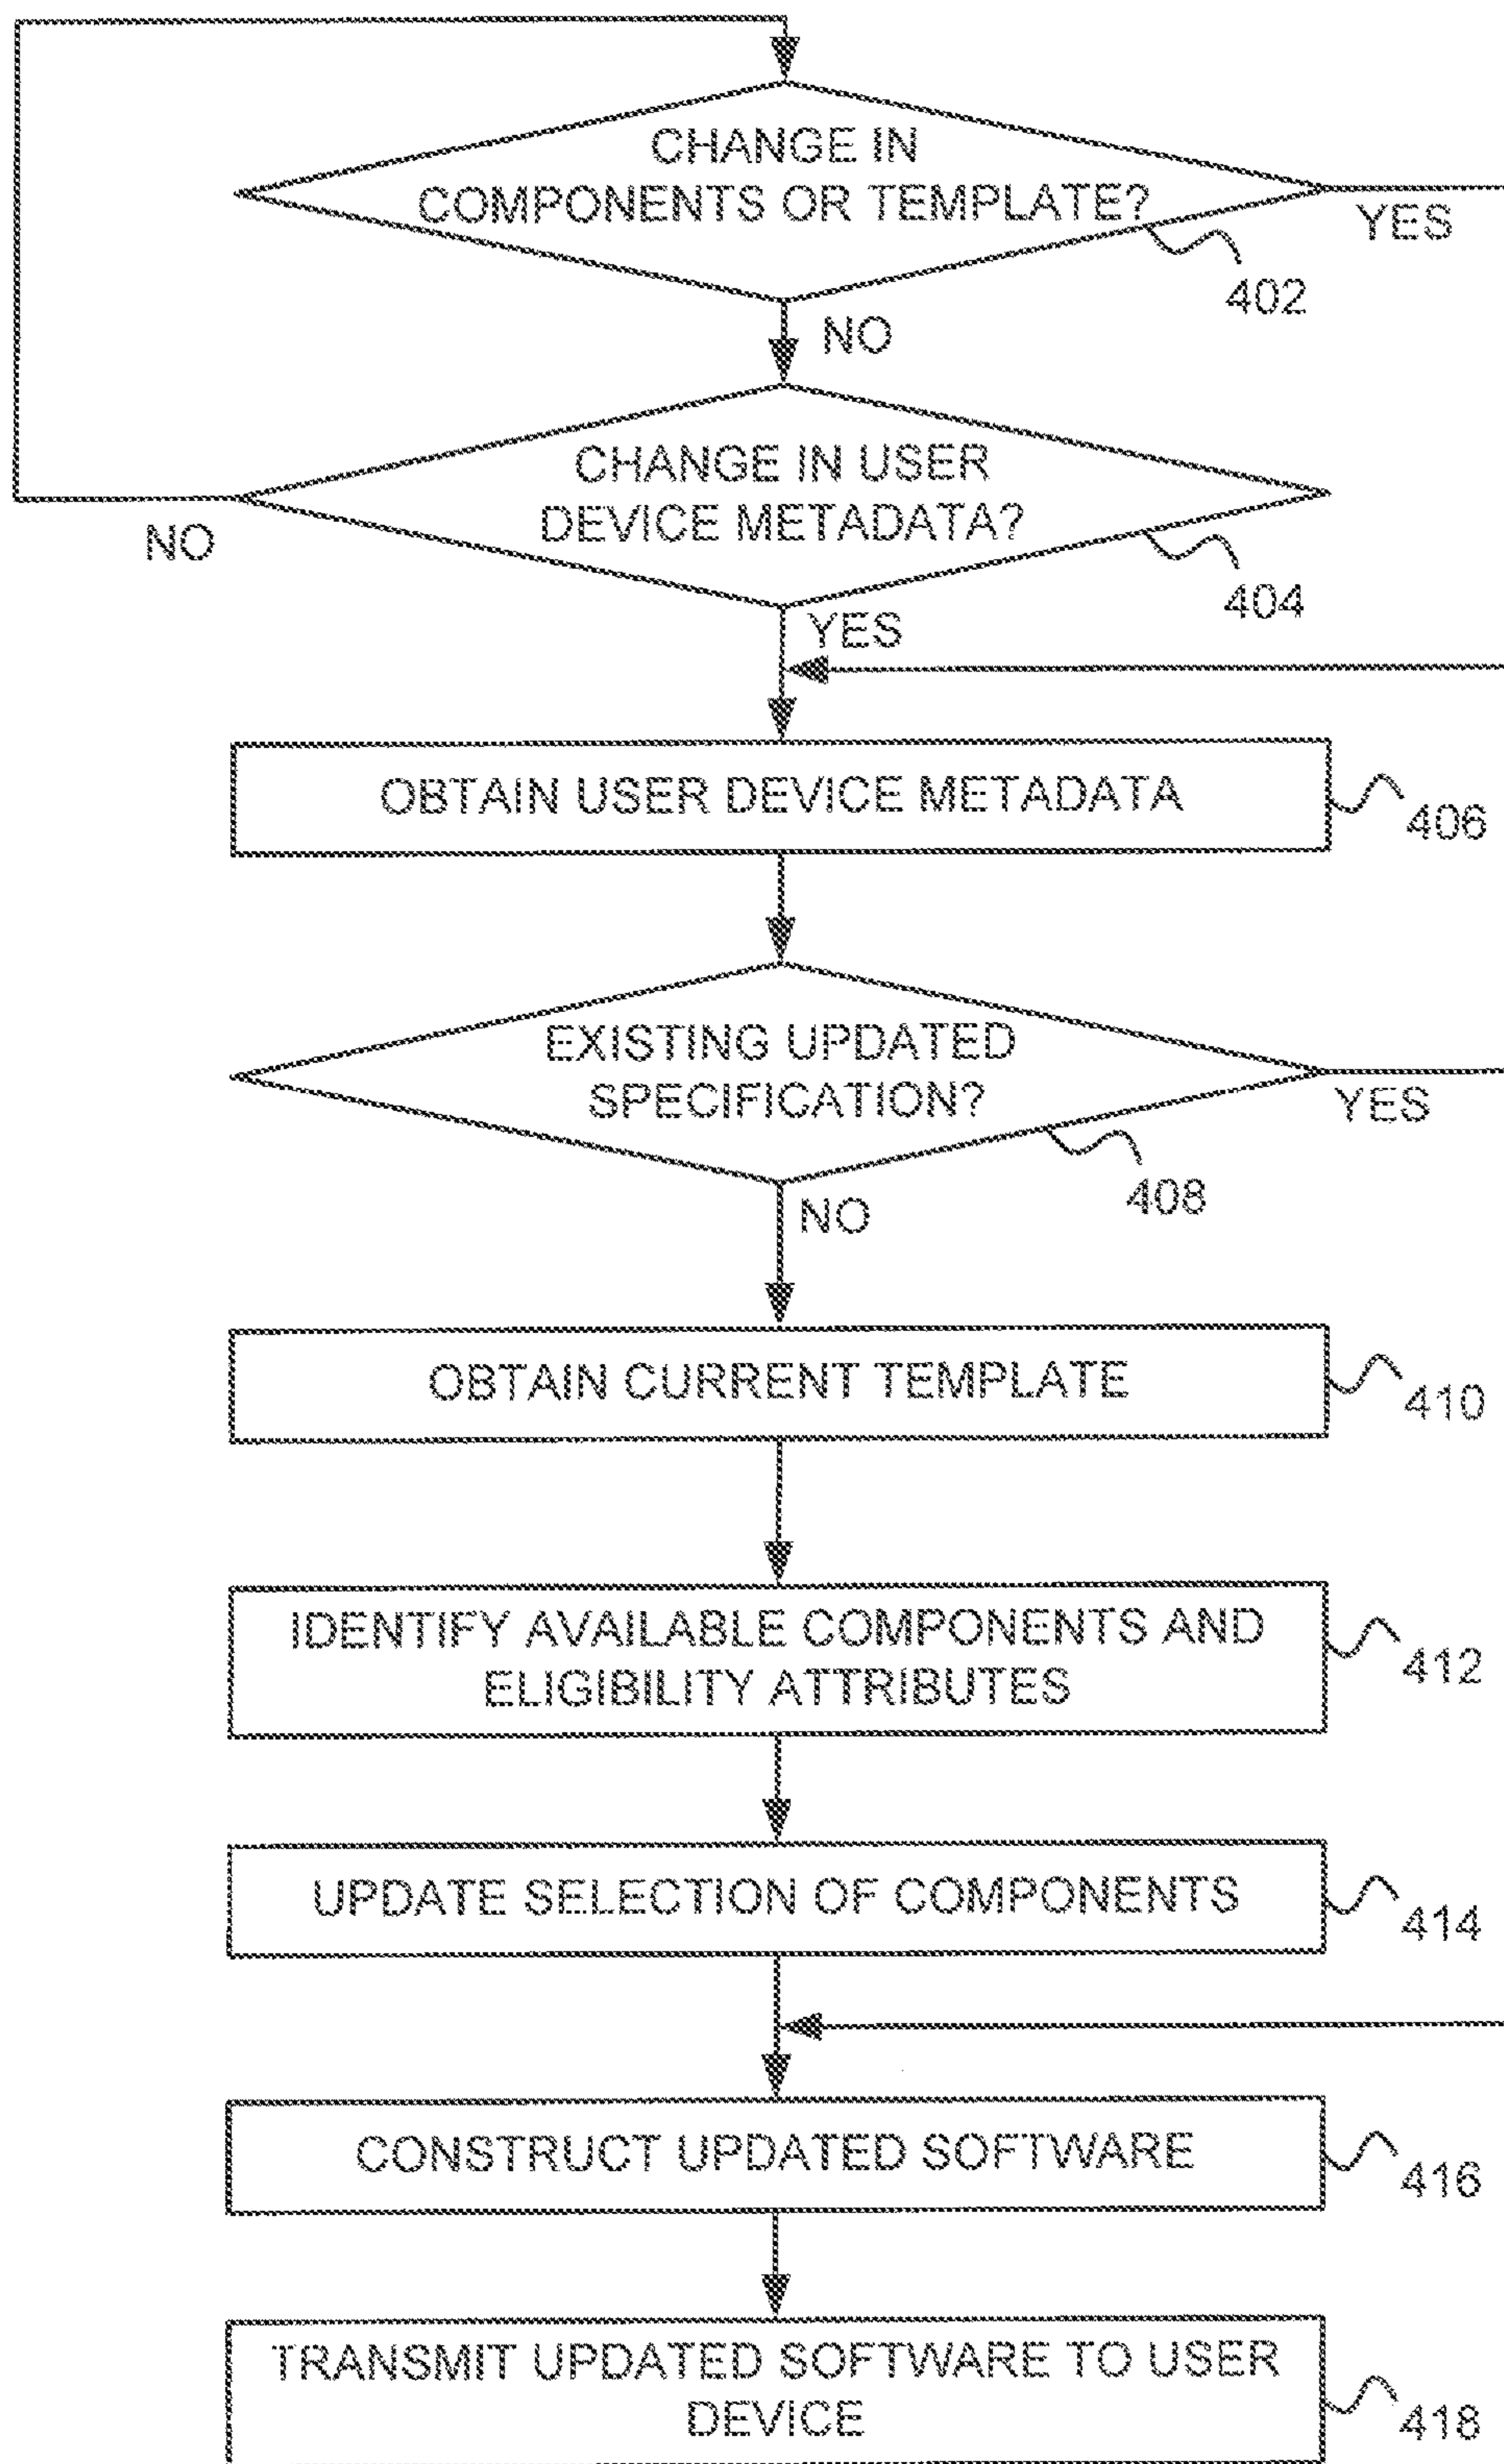 CHANGE IN
COMPONENTS OR TEMPLATE?
YES
402
NO
CHANGE IN USER
DEVICE METADATA?
NO
404
YES
OBTAIN USER DEVICE METADATA
406
EXISTING UPDATED
SPECIFICATION?
YES
408
NO
OBTAIN CURRENT TEMPLATE
410
IDENTIFY AVAILABLE COMPONENTS AND
ELIGIBILITY ATTRIBUTES
412
UPDATE SELECTION OF COMPONENTS
414
CONSTRUCT UPDATED SOFTWARE
416
TRANSMIT UPDATED SOFTWARE TO USER
DEVICE
418